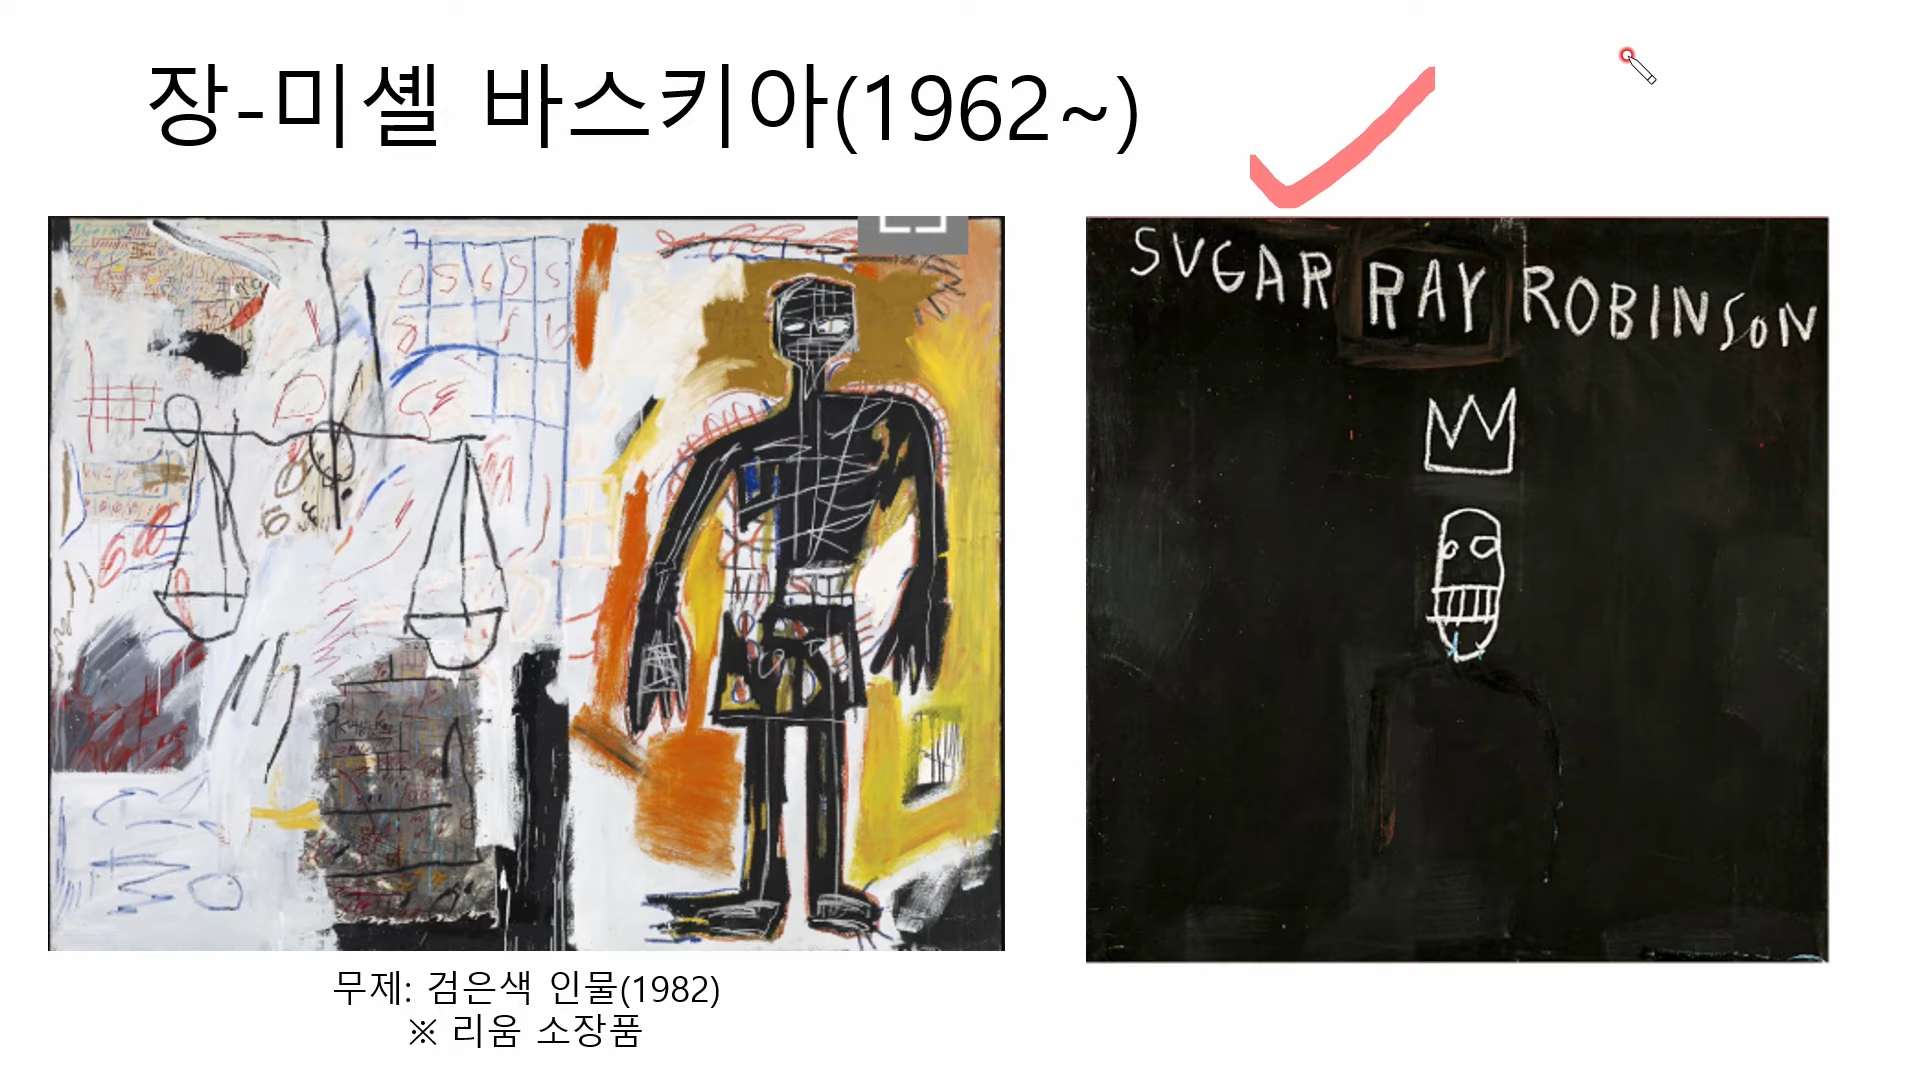 장-미셸 바스키아(1962~)
SUGAR RAY ROBINSON
무제: 검은색 인물(1982)
※ 리움 소장품